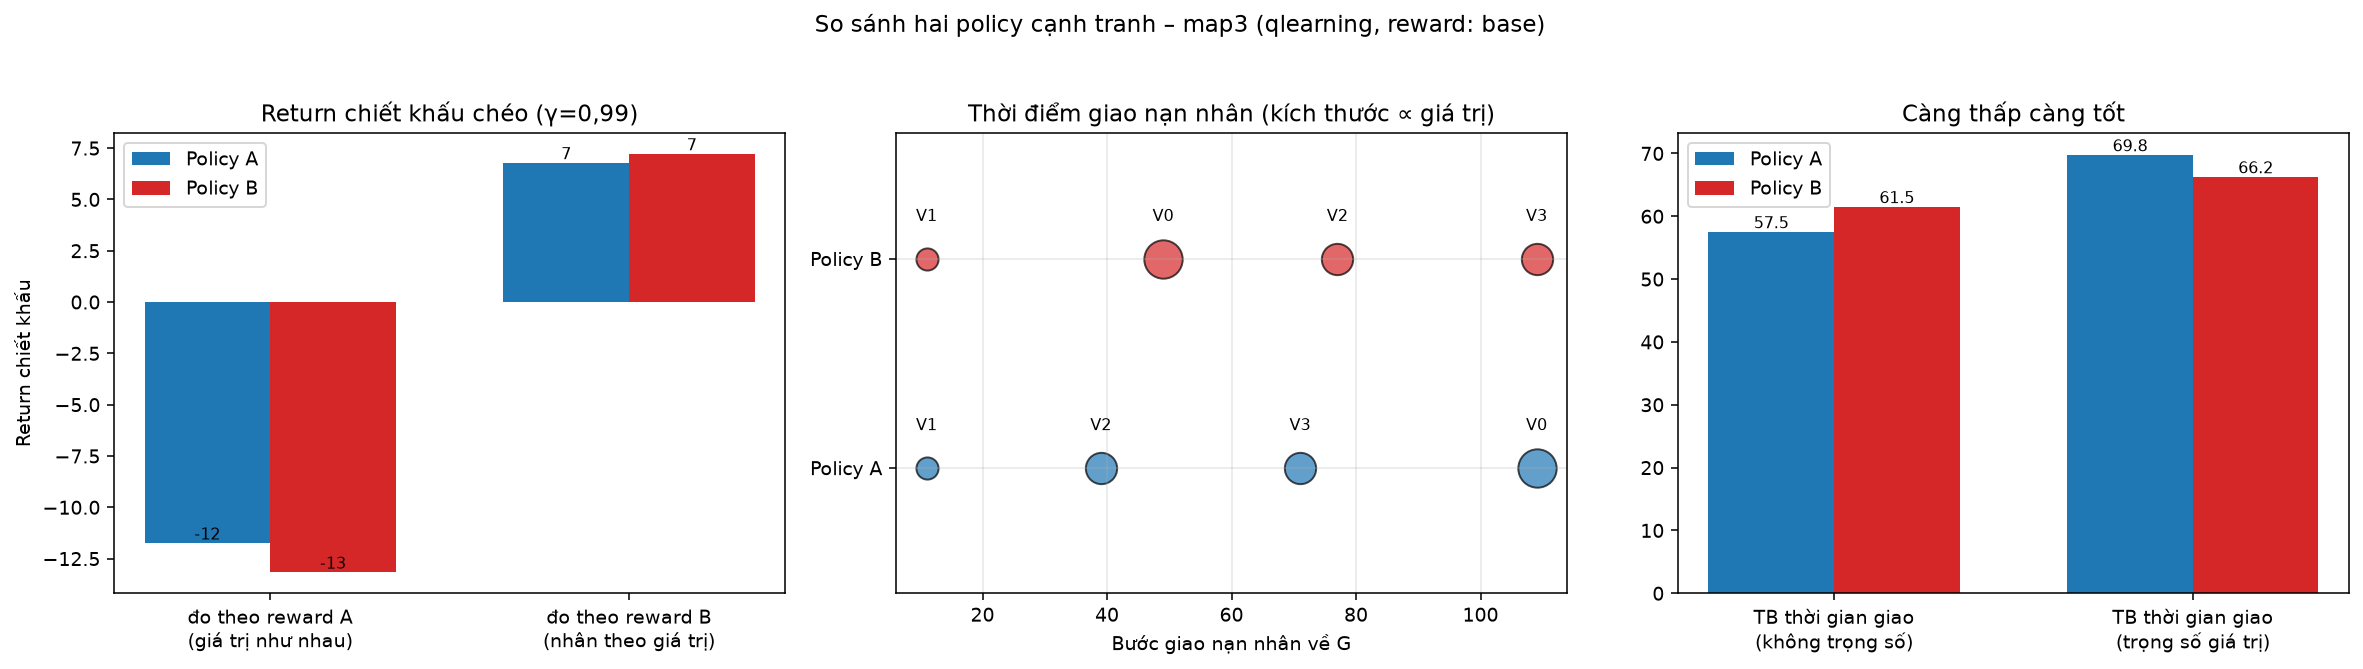 So sánh hai policy cạnh tranh – map3 (qlearning, reward: base)
Return chiết khấu chéo (γ=0,99)
Return chiết khấu
7.5
5.0
2.5
0.0
−2.5
−5.0
−7.5
−10.0
−12.5
Policy A
Policy B
-12
-13
7
7
đo theo reward A
(giá trị như nhau)
đo theo reward B
(nhân theo giá trị)
Thời điểm giao nạn nhân (kích thước ∝ giá trị)
V1
V0
V2
V3
Policy B
V1
V2
V3
V0
Policy A
20
40
60
80
100
Bước giao nạn nhân về G
Càng thấp càng tốt
70
60
50
40
30
20
10
0
Policy A
Policy B
57.5
61.5
69.8
66.2
TB thời gian giao
(không trọng số)
TB thời gian giao
(trọng số giá trị)